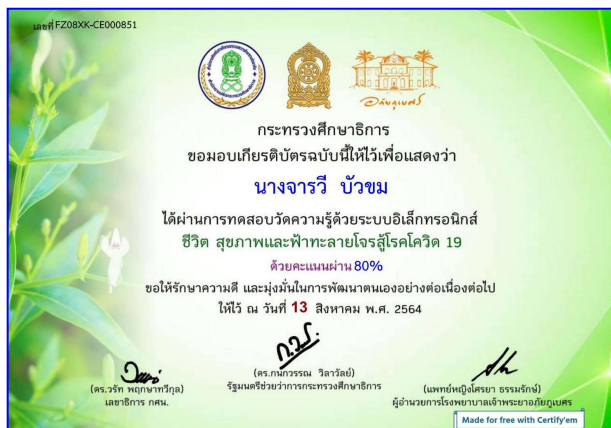 เลขที่ FZ08XK-CE000851
อภัยภูเบศร
กระทรวงศึกษาธิการ
ขอมอบเกียรติบัตรฉบับนี้ให้ไว้เพื่อแสดงว่า
นางจารวี บัวขม
ได้ผ่านการทดสอบวัดความรู้ด้วยระบบอิเล็กทรอนิกส์
ชีวิต สุขภาพและฟ้าทะลายโจรสู้โรคโควิด 19
ด้วยคะแนนผ่าน 80%
ขอให้รักษาความดี และมุ่งมั่นในการพัฒนาตนเองอย่างต่อเนื่องต่อไป
ให้ไว้ ณ วันที่ 13 สิงหาคม พ.ศ. 2564
(ดร.วรัท พฤกษาทวีกุล)
เลขาธิการ กศน.
(ดร.กนกวรรณ วิลาวัลย์)
รัฐมนตรีช่วยว่าการกระทรวงศึกษาธิการ
(แพทย์หญิงโศรยา ธรรมรักษ์)
ผู้อำนวยการโรงพยาบาลเจ้าพระยาอภัยภูเบศร
Made for free with Certify'em